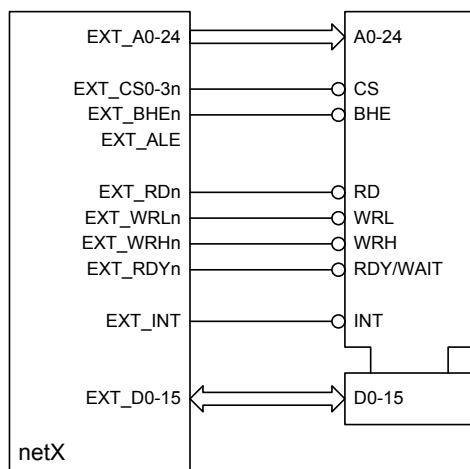 EXT_A0-24 A0-24
EXT_CS0-3n CS
EXT_BHEn BHE
EXT_ALE
EXT_RDn RD
EXT_WRLn WRL
EXT_WRHn WRH
EXT_RDYn RDY/WAIT
EXT_INT INT
EXT_D0-15 D0-15
netX